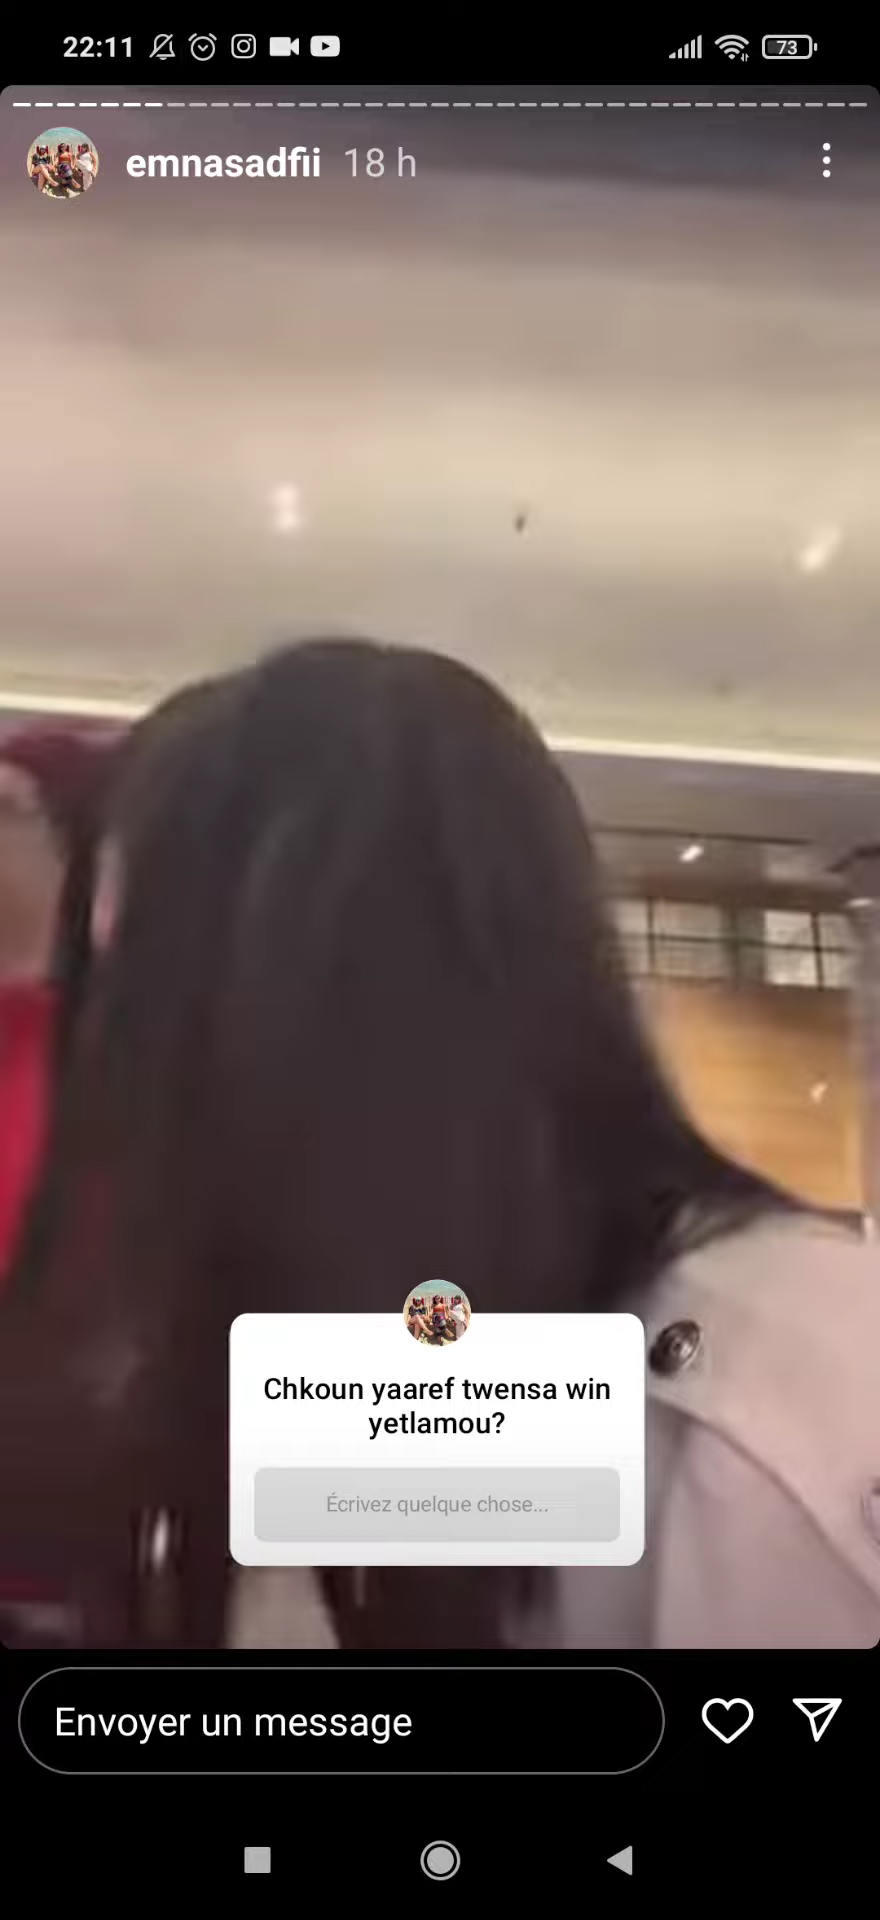 22:11
73
emnasadfii 18 h
Chkoun yaaref twensa win
yetlamou?
Écrivez quelque chose...
Envoyer un message